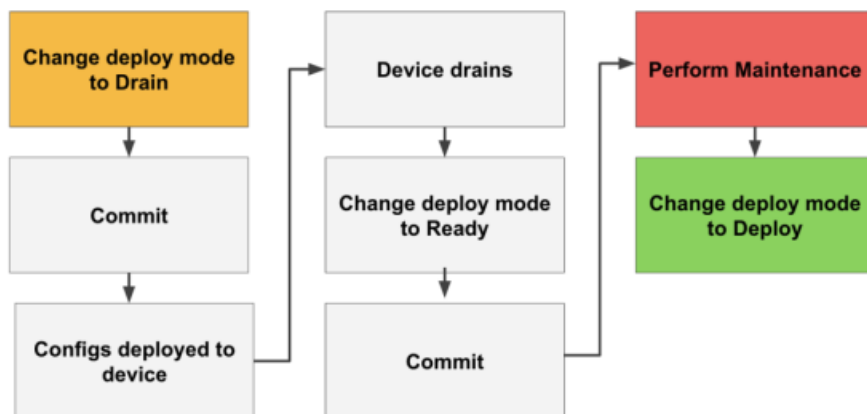 Change deploy mode
to Drain
Commit
Configs deployed to
device
Device drains
Change deploy mode
to Ready
Commit
Perform Maintenance
Change deploy mode
to Deploy